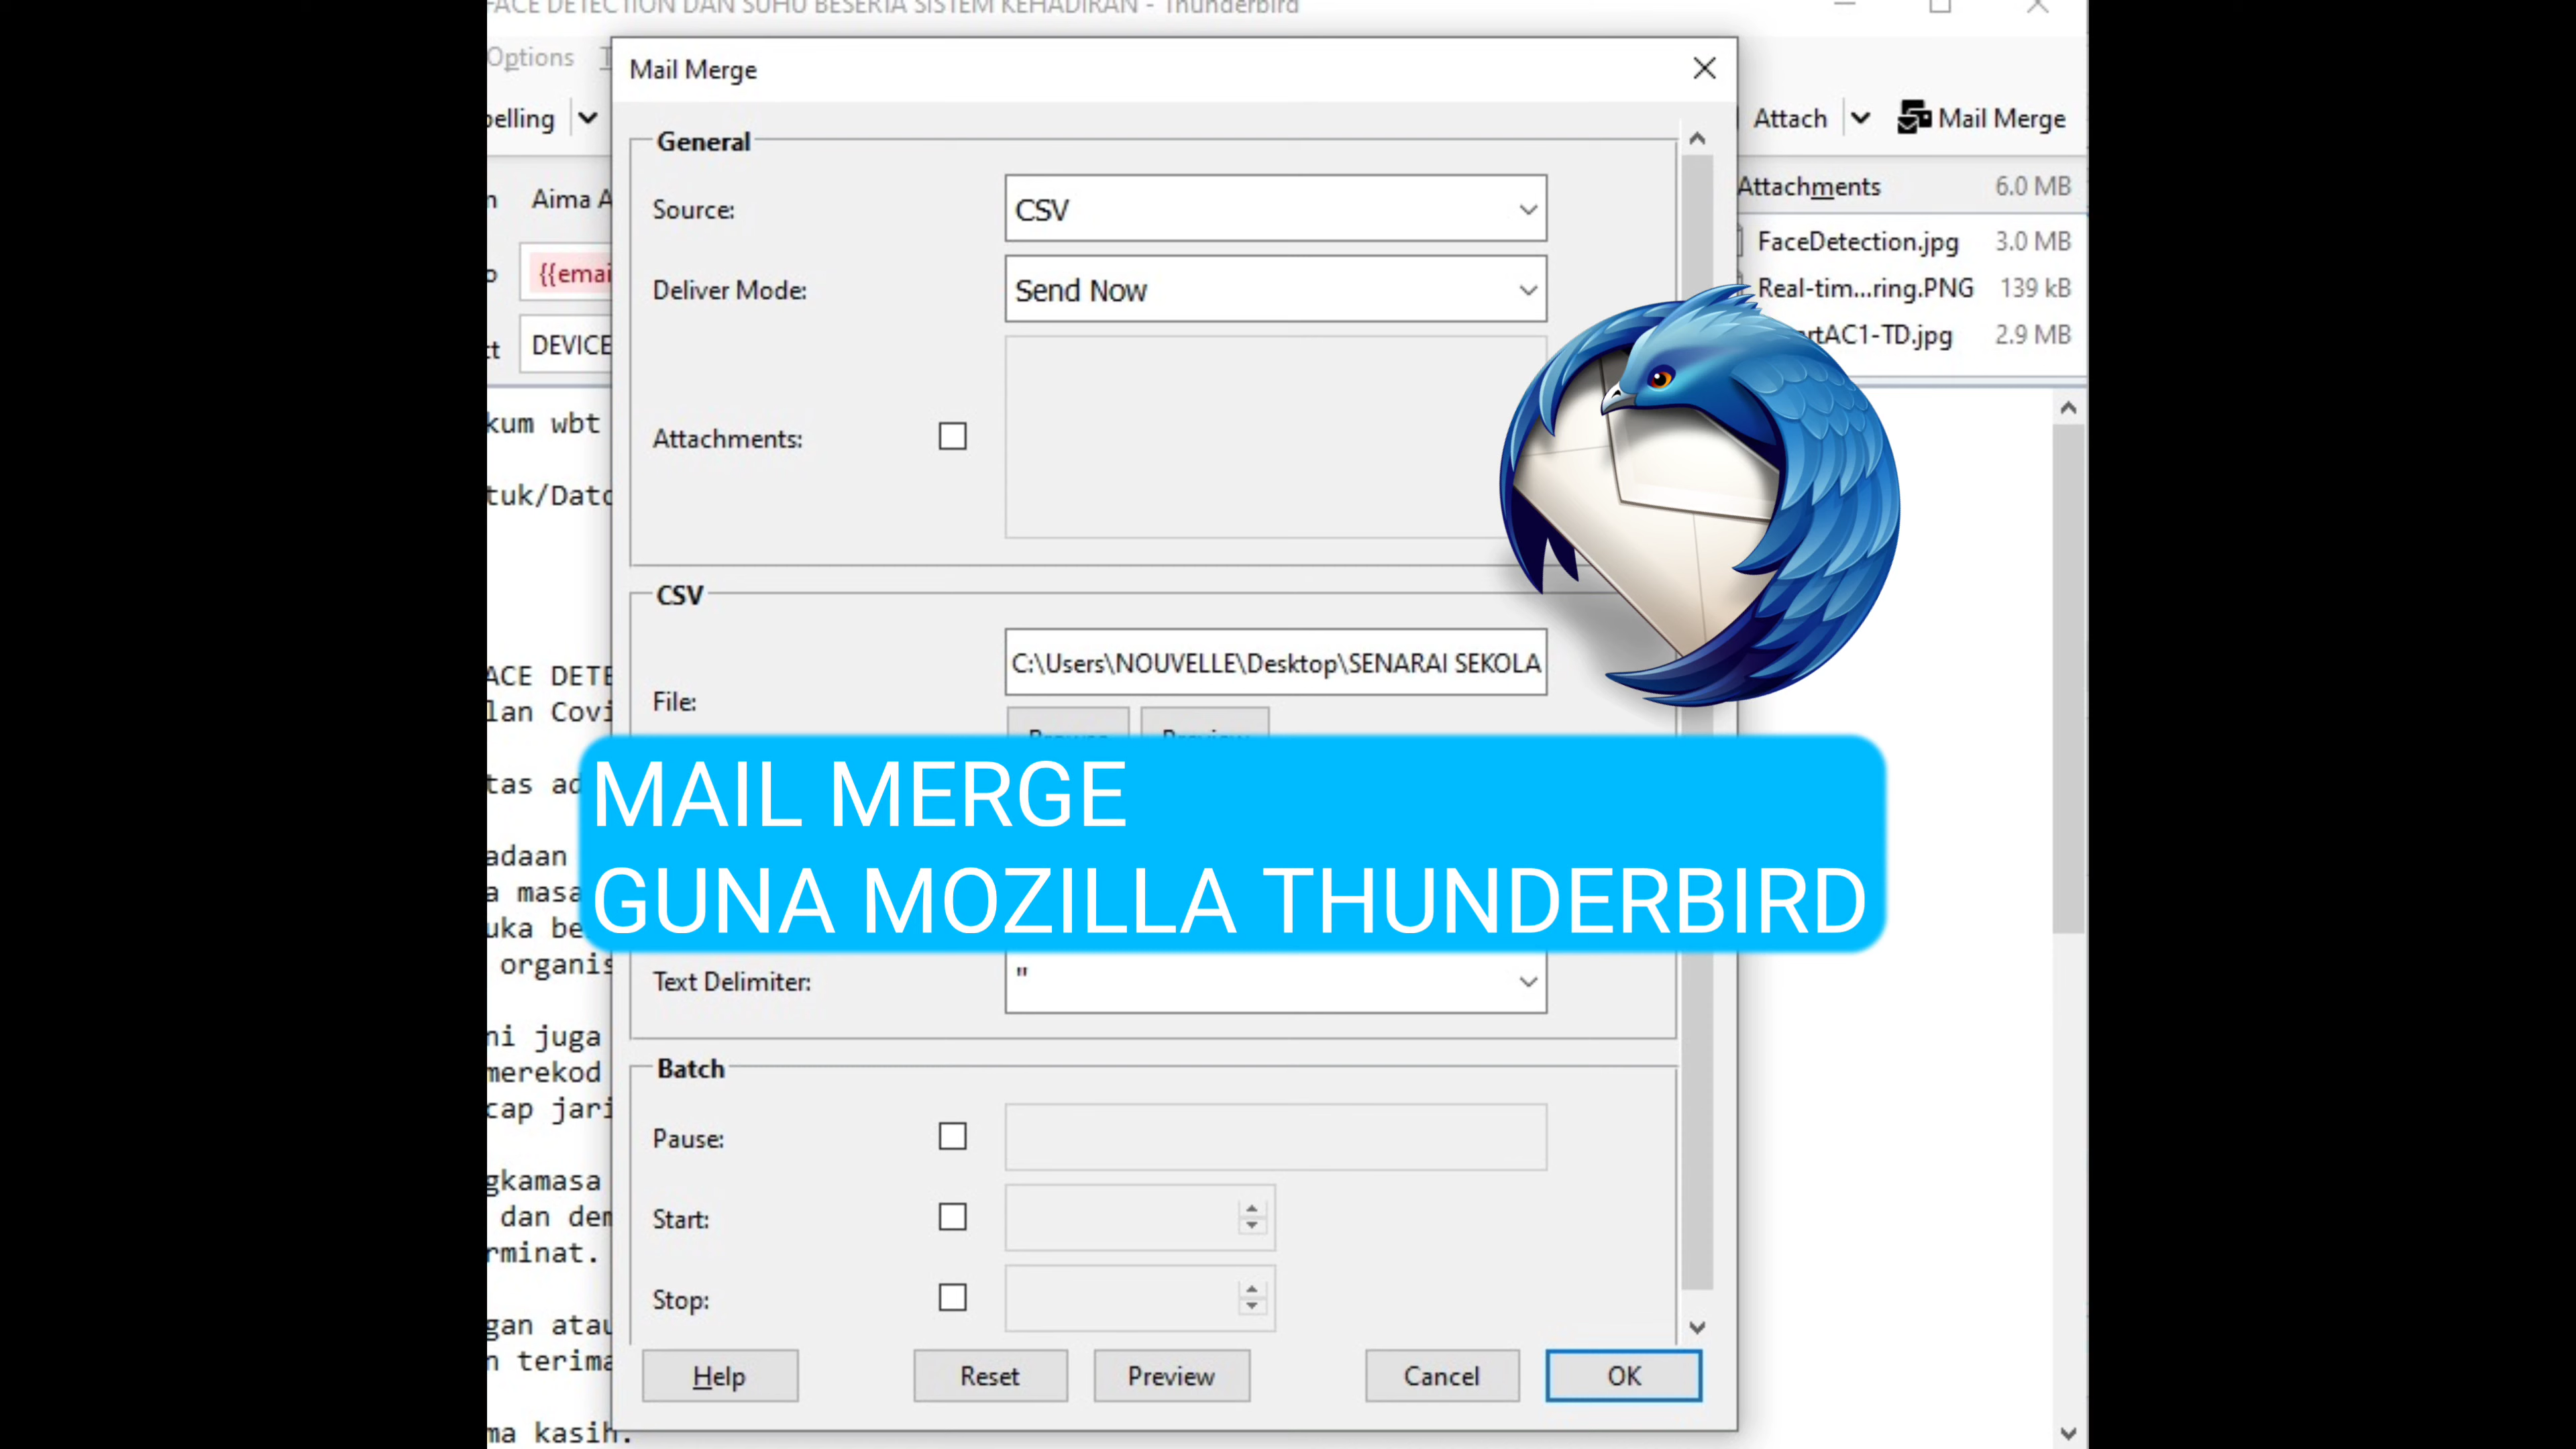 FACE DETECTION DAN SUHU BESERTA SISTEM KEHADIRAN - Thunderbird
Options
Mail Merge
pelling
Attach
Mail Merge
General
Attachments 6.0 MB
Aima A
Source: CSV
FaceDetection.jpg 3.0 MB
{{emai
Deliver Mode: Send Now
Real-tim...ring.PNG 139 kB
DEVICE
rtAC1-TD.jpg 2.9 MB
kum wbt
Attachments:
tuk/Dato
CSV
C:\Users\NOUVELLE\Desktop\SENARAI SEKOLA
ACE DETE
File:
lan Covi
Browse Preview
MAIL MERGE
tas ad
adaan
a masa
GUNA MOZILLA THUNDERBIRD
uka be
organis
Text Delimiter: "
ni juga
Batch
merekod
cap jari
Pause:
gkamasa
dan dem
Start:
rminat.
Stop:
gan atau
n terima
Help Reset Preview Cancel OK
ma kasih.